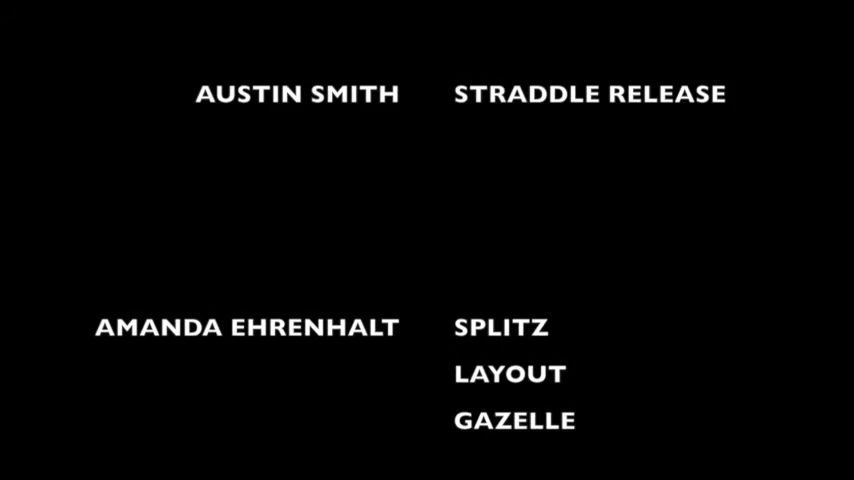 AUSTIN SMITH STRADDLE RELEASE
AMANDA EHRENHALT SPLITZ
LAYOUT
GAZELLE